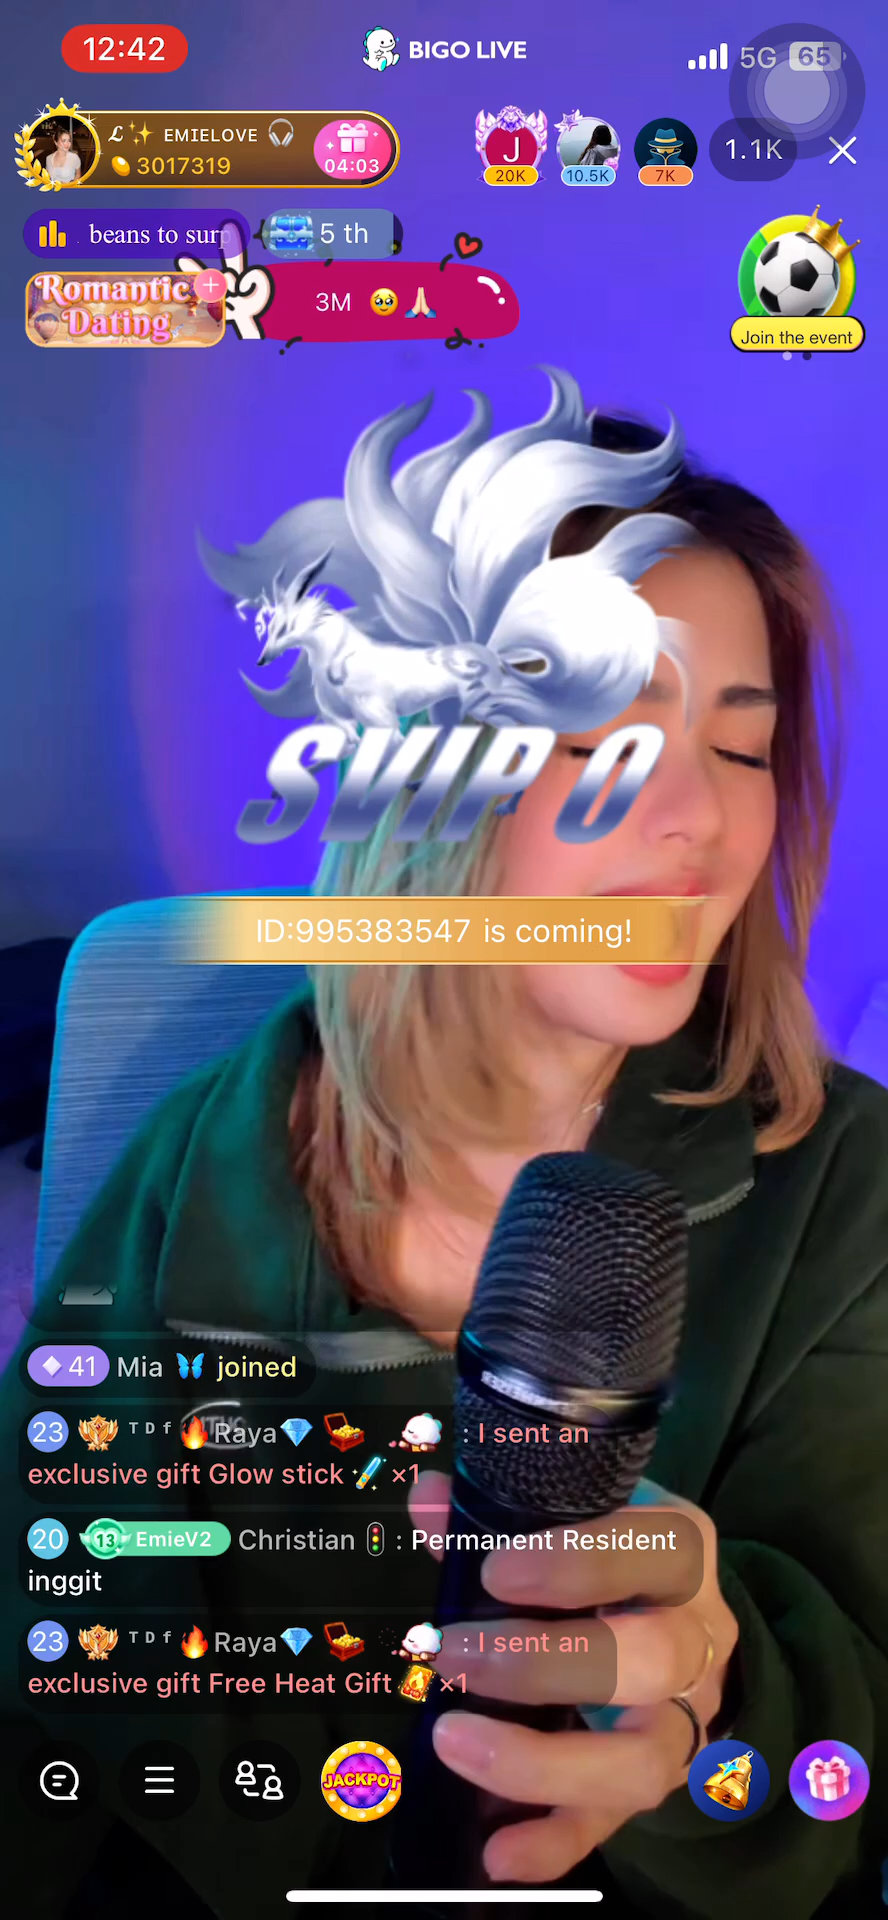 12:42
BIGO LIVE
5G 65
ℒ✨ EMIELOVE 🎧
3017319
04:03
J
20K
10.5K
7K
1.1K
beans to surp
5 th
Romantic
Dating
3M 🥹🙏🏻
Join the event
SVIP 0
ID:995383547 is coming!
41 Mia 🦋 joined
23 ᵀᴰᶠ🔥Raya💎 : I sent an
exclusive gift Glow stick ×1
20 13 EmieV2 Christian 🚦 : Permanent Resident
inggit
23 ᵀᴰᶠ🔥Raya💎 : I sent an
exclusive gift Free Heat Gift ×1
JACKPOT